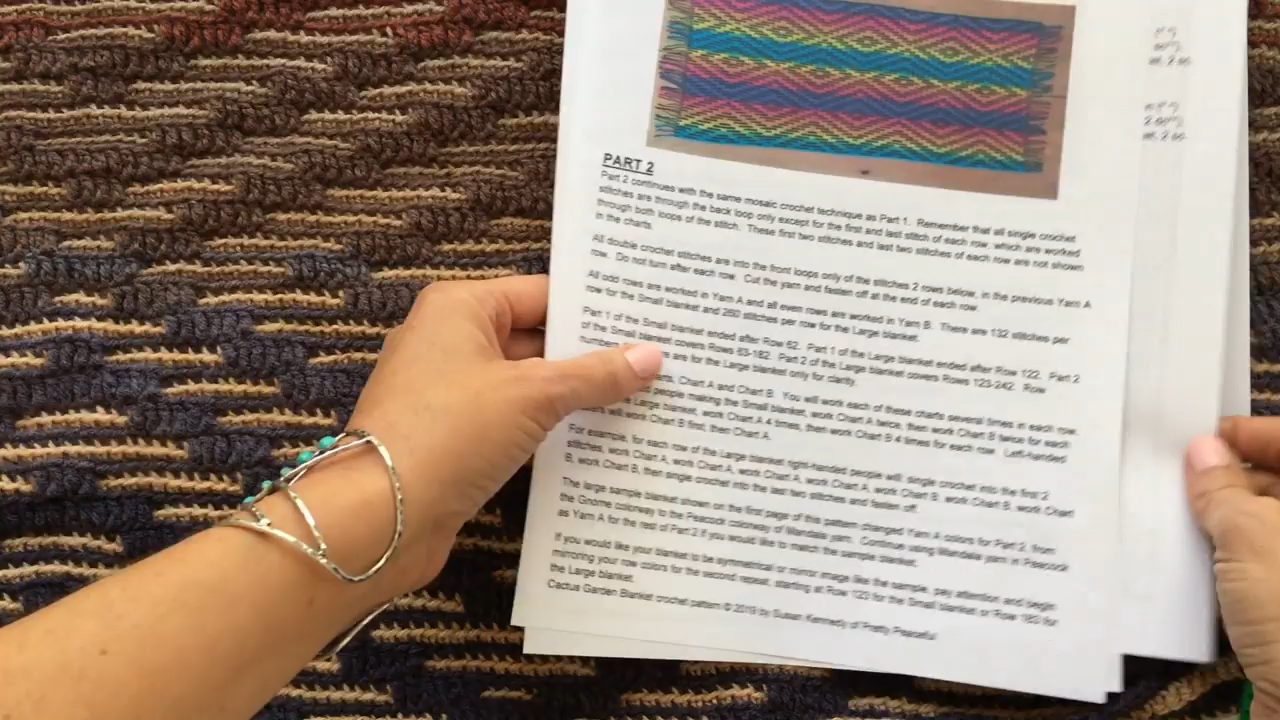 PART 2
Part 2 continues with the same mosaic crochet technique as Part 1. Remember that all single crochet
stitches are through the back loop only except for the first and last stitch of each row, which are worked
through both loops of the stitch. These first two stitches and last two stitches of each row are not shown
in the charts.
All double crochet stitches are into the front loops only of the stitches 2 rows below, in the previous Yarn A
row. Do not turn after each row. Cut the yarn and fasten off at the end of each row.
All odd rows are worked in Yarn A and all even rows are worked in Yarn B. There are 132 stitches per
row for the Small blanket and 260 stitches per row for the Large blanket.
Part 1 of the Small blanket ended after Row 62. Part 1 of the Large blanket ended after Row 122. Part 2
of the Small blanket covers Rows 63-182. Part 2 of the Large blanket covers Rows 123-242. Row
are for the Large blanket only for clarity.
Chart A and Chart B. You will work each of these charts several times in each row.
people making the Small blanket, work Chart A twice, then work Chart B twice for each
Large blanket, work Chart A 4 times, then work Chart B 4 times for each row. Left-handed
will work Chart B first, then Chart A.
For example, for each row of the Large blanket right-handed people will single crochet into the first 2
stitches, work Chart A, work Chart A, work Chart A, work Chart A, work Chart B, work Chart B, work Chart
B, work Chart B, then single crochet into the last two stitches and fasten off.
The large sample blanket shown on the first page of this pattern changed Yarn A colors for Part 2, from
the Gnome colorway to the Peacock colorway of Mandala yarn. Continue using Mandala yarn in Peacock
as Yarn A for the rest of Part 2 if you would like to match the sample blanket.
If you would like your blanket to be symmetrical or mirror image like the sample, pay attention and begin
mirroring your row colors for the second repeat, starting at Row 123 for the Small blanket or Row 183 for
the Large blanket.
Cactus Garden Blanket crochet pattern © 2019 by Susan Kennedy of Pretty Peaceful